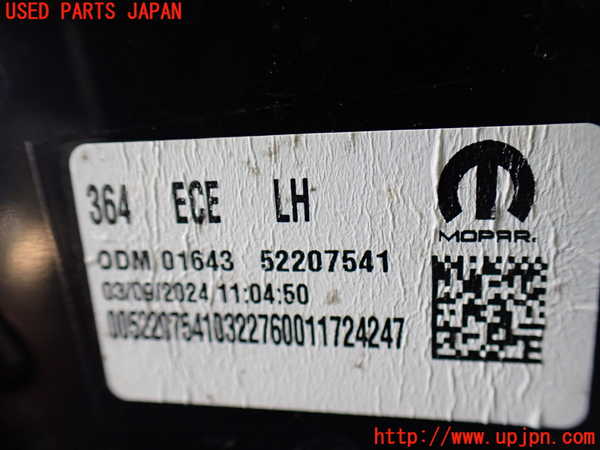 USED PARTS JAPAN
364 ECE LH
MOPAR.
ODM 01643 52207541
03/09/2024/11:04:50
00522075410322760011724247
http://www.upjpn.com/